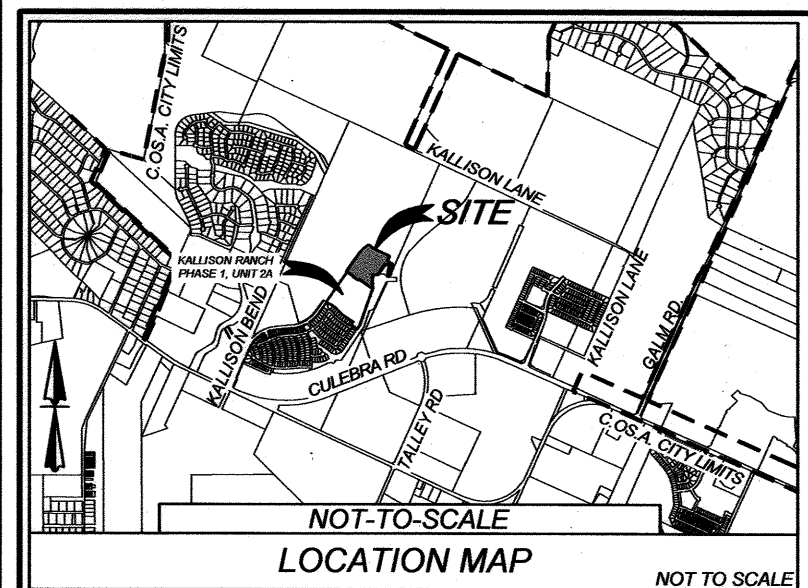 C.OS.A. CITY LIMITS
KALLISON LANE
SITE
KALLISON RANCH
PHASE 1, UNIT 2A
KALLISON BEND
KALLISON LANE
GALM RD.
CULEBRA RD
TALLEY RD
C.OS.A. CITY LIMITS
NOT-TO-SCALE
LOCATION MAP
NOT TO SCALE